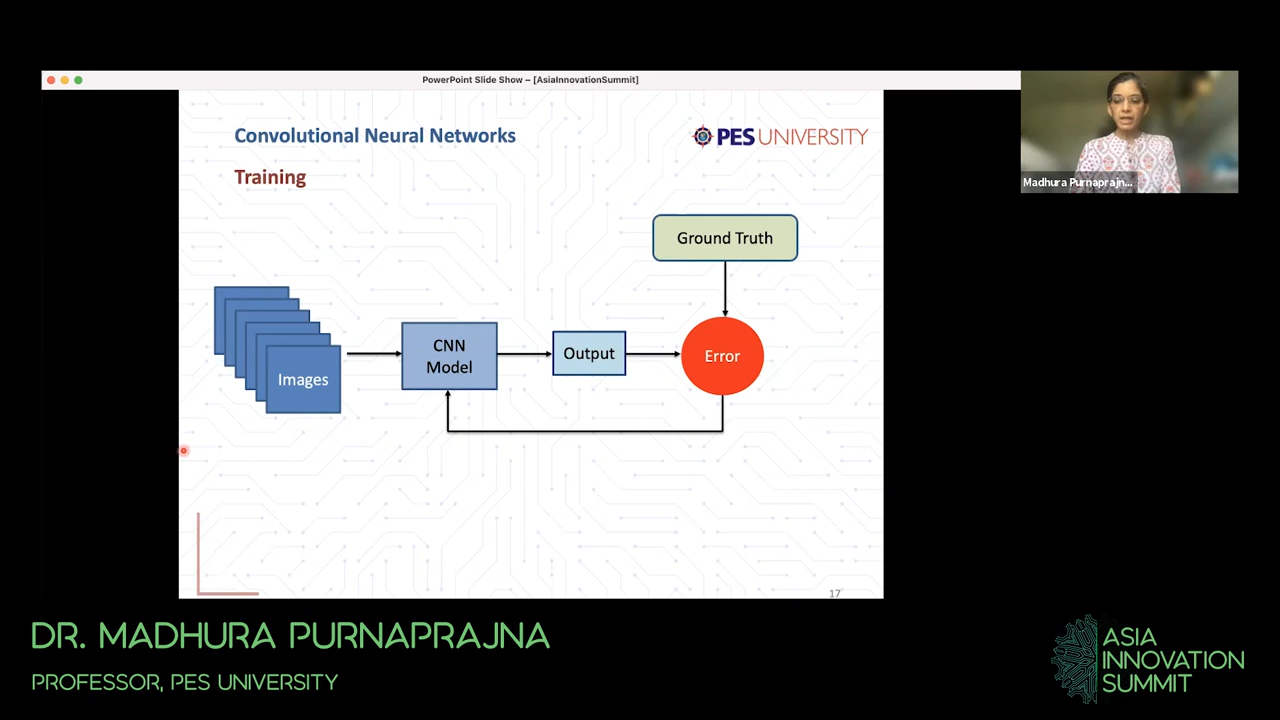 PowerPoint Slide Show – [AsiaInnovationSummit]
Convolutional Neural Networks
PES UNIVERSITY
Training
Madhura Purnaprajn...
Ground Truth
Images
CNN
Model
Output
Error
17
DR. MADHURA PURNAPRAJNA
PROFESSOR, PES UNIVERSITY
ASIA
INNOVATION
SUMMIT